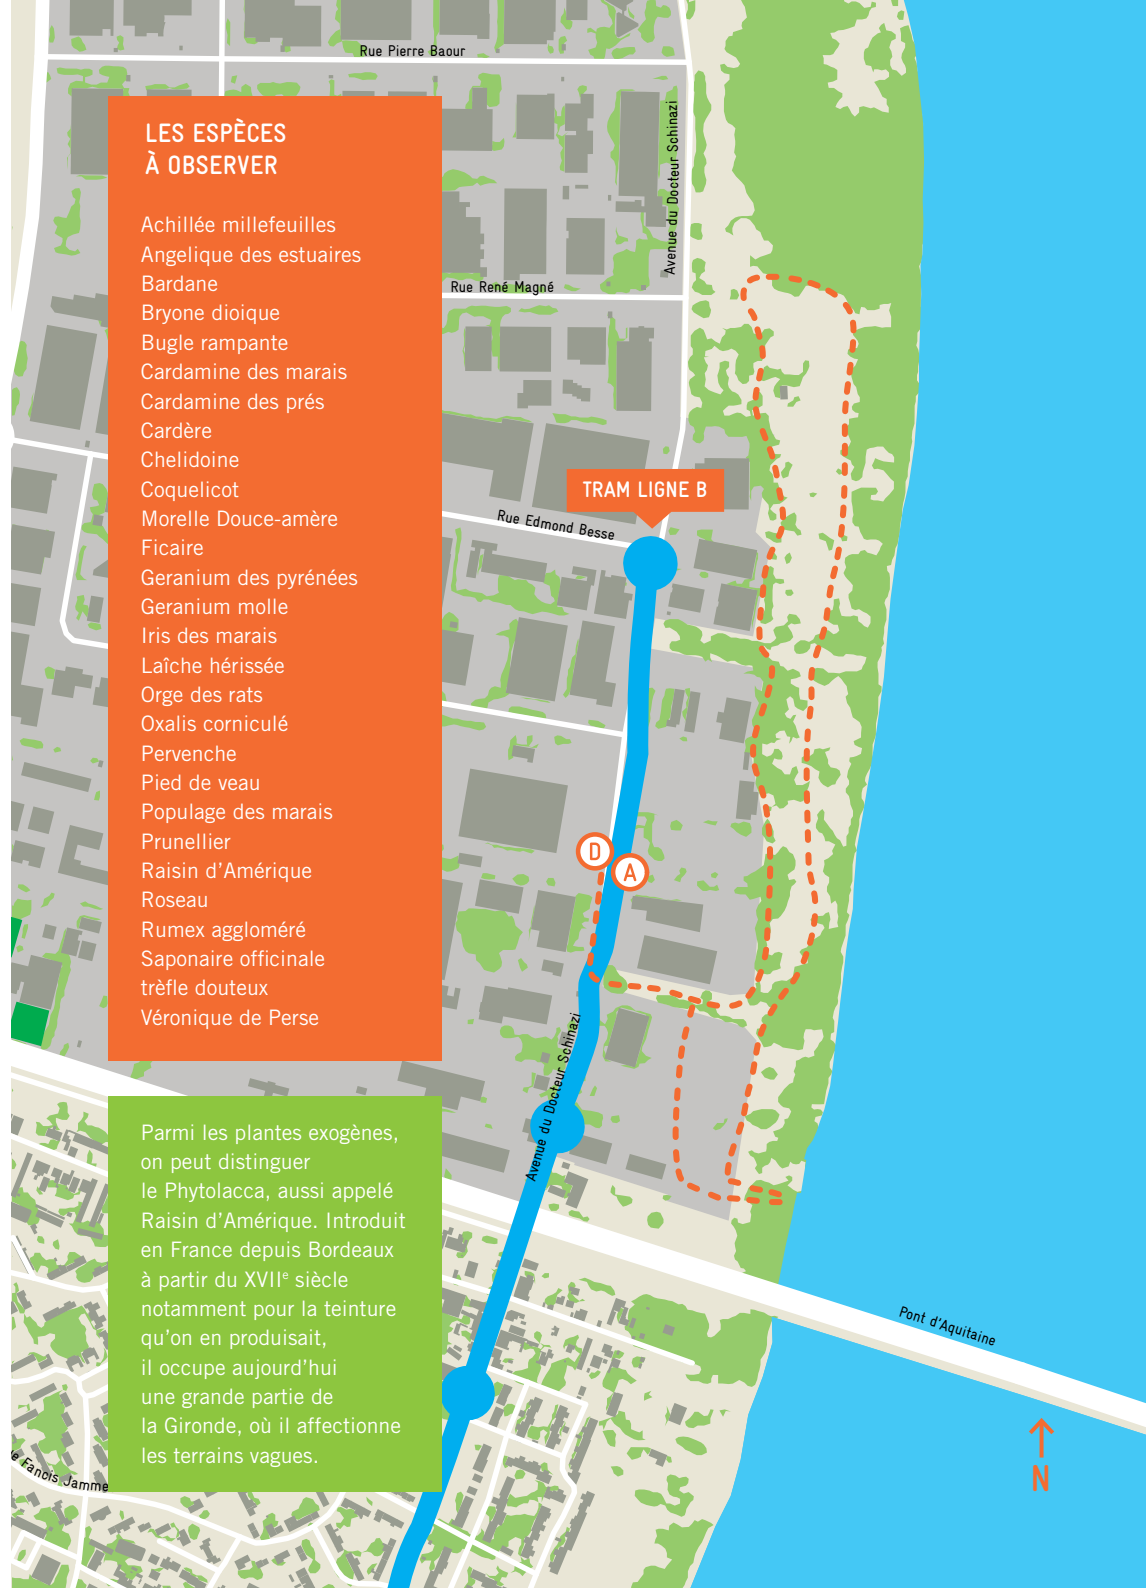 Rue Pierre Baour
Avenue du Docteur Schinazi
LES ESPÈCES
À OBSERVER
Achillée millefeuilles
Angelique des estuaires
Bardane
Bryone dioique
Bugle rampante
Cardamine des marais
Cardamine des prés
Cardère
Chelidoine
Coquelicot
Morelle Douce-amère
Ficaire
Geranium des pyrénées
Geranium molle
Iris des marais
Laîche hérissée
Orge des rats
Oxalis corniculé
Pervenche
Pied de veau
Populage des marais
Prunellier
Raisin d’Amérique
Roseau
Rumex aggloméré
Saponaire officinale
trèfle douteux
Véronique de Perse
Rue René Magné
TRAM LIGNE B
Rue Edmond Besse
D
A
Avenue du Docteur Schinazi
Parmi les plantes exogènes,
on peut distinguer
le Phytolacca, aussi appelé
Raisin d’Amérique. Introduit
en France depuis Bordeaux
à partir du XVIIe siècle
notamment pour la teinture
qu’on en produisait,
il occupe aujourd’hui
une grande partie de
la Gironde, où il affectionne
les terrains vagues.
Pont d'Aquitaine
N
e Fancis Jamme